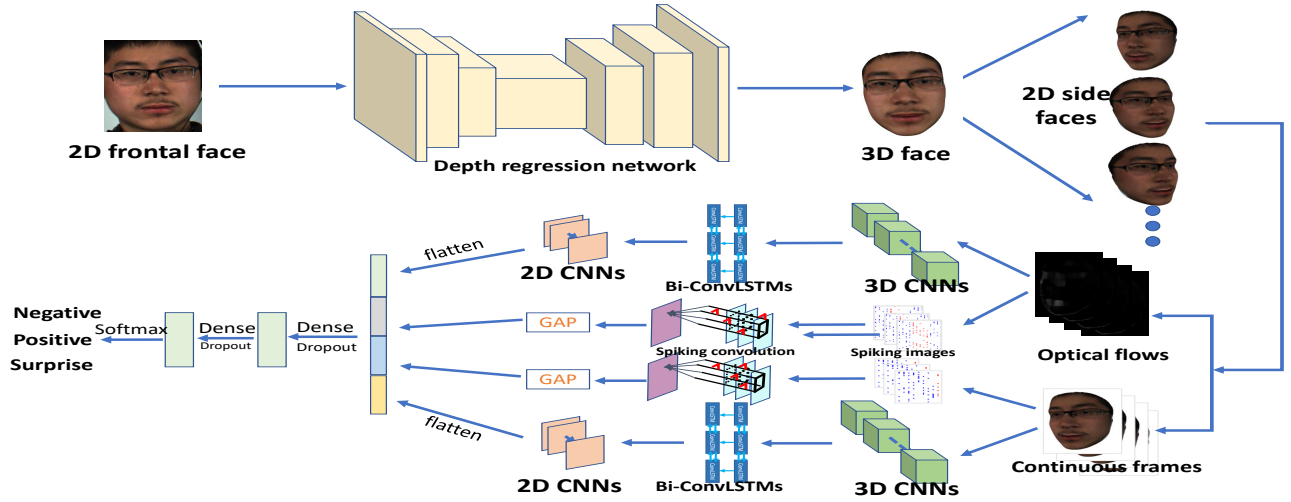 2D frontal face
Depth regression network
3D face
2D side
faces
flatten
2D CNNs
Bi-ConvLSTMs
3D CNNs
Negative
Positive
Surprise
Softmax
Dense
Dropout
Dense
Dropout
GAP
Spiking convolution
Spiking images
Optical flows
GAP
flatten
2D CNNs
Bi-ConvLSTMs
3D CNNs
Continuous frames